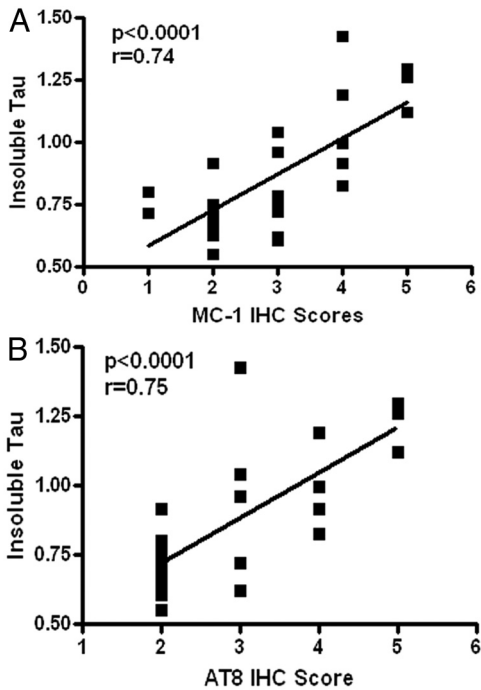 A
p<0.0001
r=0.74
Insoluble Tau
1.50
1.25
1.00
0.75
0.50
0 1 2 3 4 5 6
MC-1 IHC Scores
B
p<0.0001
r=0.75
Insoluble Tau
1.50
1.25
1.00
0.75
0.50
1 2 3 4 5 6
AT8 IHC Score